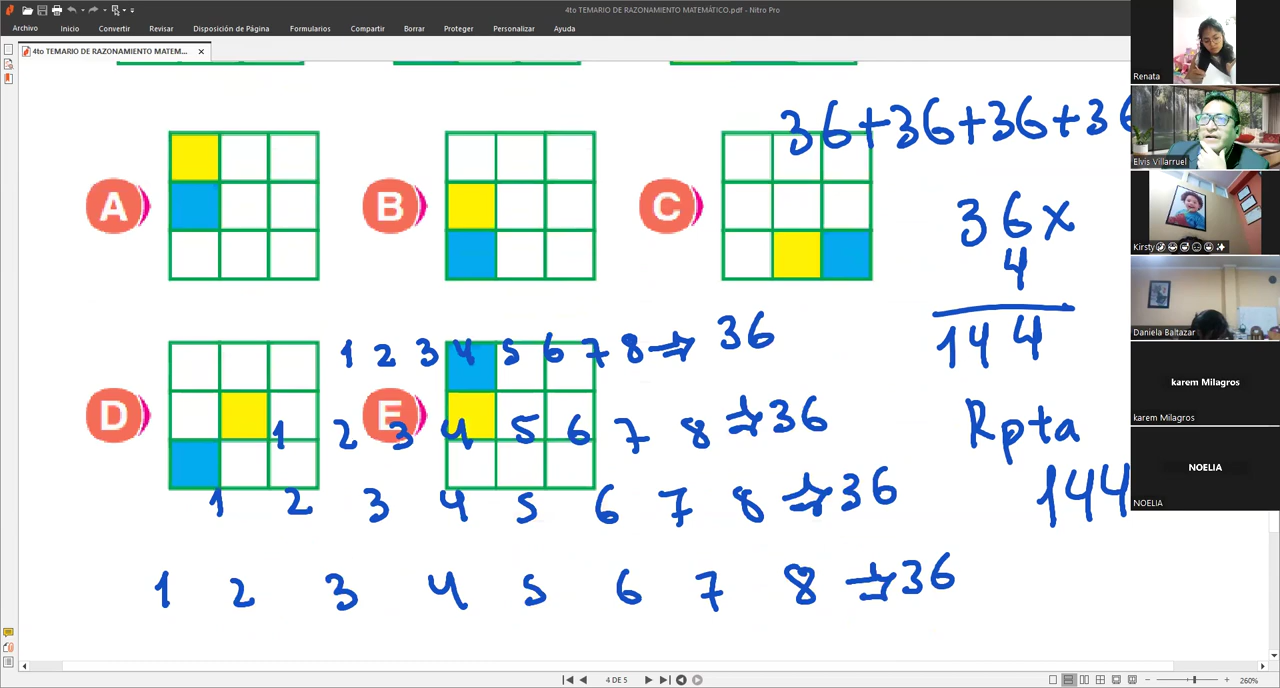 4to TEMARIO DE RAZONAMIENTO MATEMÁTICO.pdf - Nitro Pro
Archivo Inicio Convertir Revisar Disposición de Página Formularios Compartir Borrar Proteger Personalizar Ayuda
4to TEMARIO DE RAZONAMIENTO MATEM...
36+36+36+36
A B C
36x
4
144
1 2 3 4 5 6 7 8 → 36
D E
1 2 3 4 5 6 7 8 → 36
Rpta
144
1 2 3 4 5 6 7 8 → 36
1 2 3 4 5 6 7 8 → 36
Renata
Elvis Villarruel
Kirsty
Daniela Baltazar
karem Milagros
karem Milagros
NOELIA
NOELIA
4 DE 5
260%